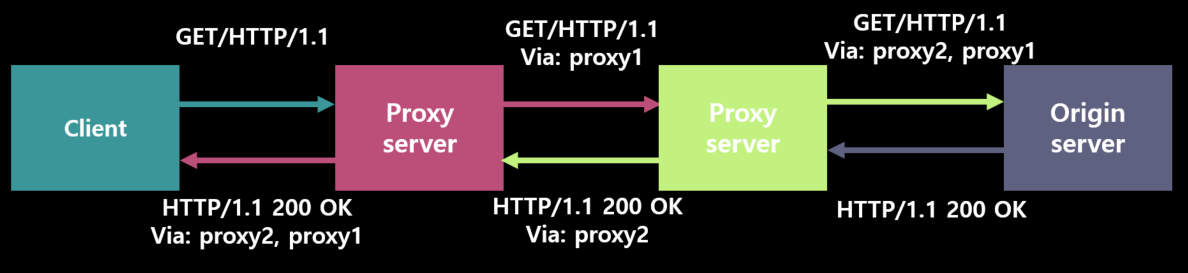 GET/HTTP/1.1
GET/HTTP/1.1
Via: proxy1
GET/HTTP/1.1
Via: proxy2, proxy1
Client
Proxy
server
Proxy
server
Origin
server
HTTP/1.1 200 OK
Via: proxy2, proxy1
HTTP/1.1 200 OK
Via: proxy2
HTTP/1.1 200 OK